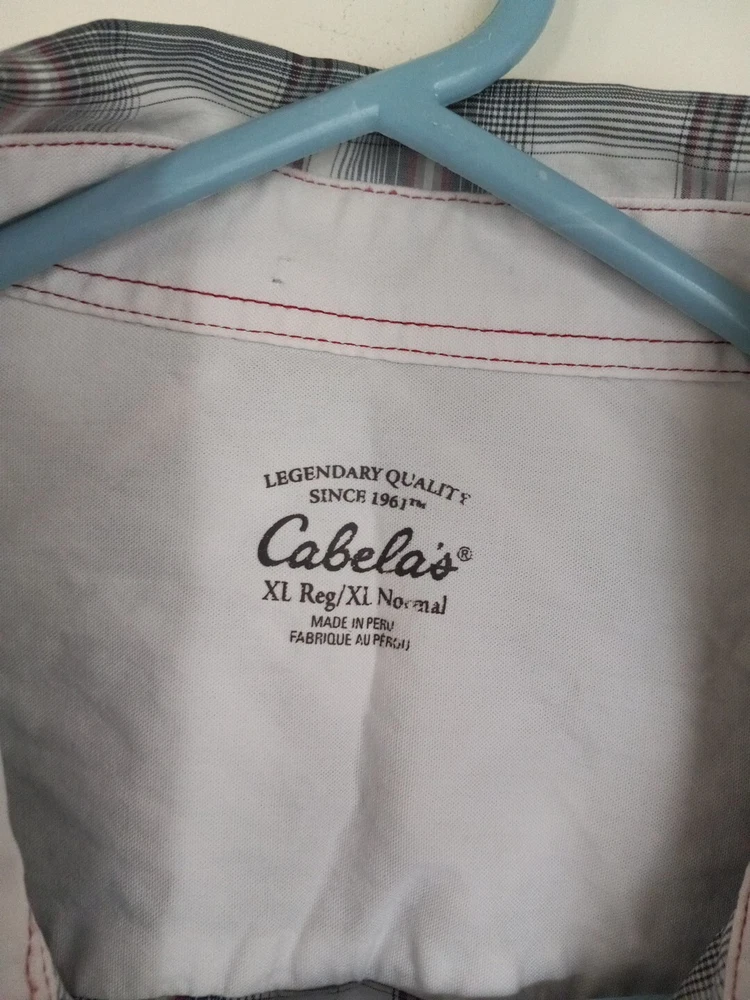 LEGENDARY QUALITY
SINCE 1961™
Cabela's®
XL Reg/XL Normal
MADE IN PERU
FABRIQUE AU PÉROU